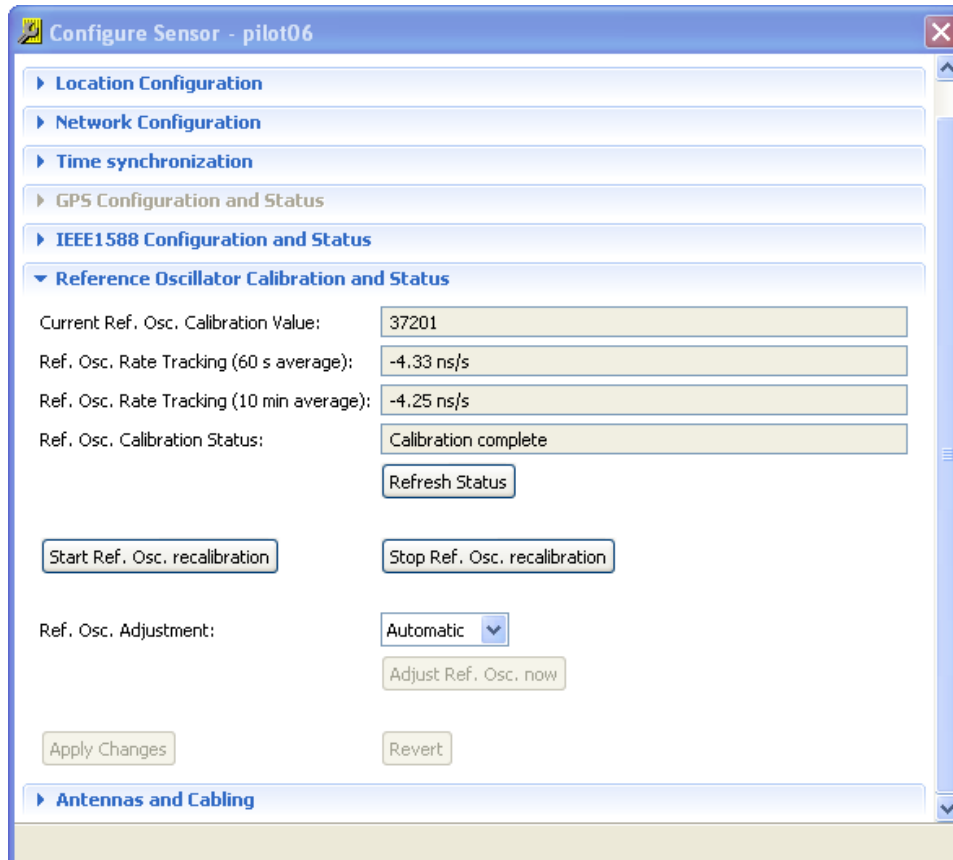 Configure Sensor - pilot06
Location Configuration
Network Configuration
Time synchronization
GPS Configuration and Status
IEEE1588 Configuration and Status
Reference Oscillator Calibration and Status
Current Ref. Osc. Calibration Value: 37201
Ref. Osc. Rate Tracking (60 s average): -4.33 ns/s
Ref. Osc. Rate Tracking (10 min average): -4.25 ns/s
Ref. Osc. Calibration Status: Calibration complete
Refresh Status
Start Ref. Osc. recalibration Stop Ref. Osc. recalibration
Ref. Osc. Adjustment: Automatic
Adjust Ref. Osc. now
Apply Changes Revert
Antennas and Cabling